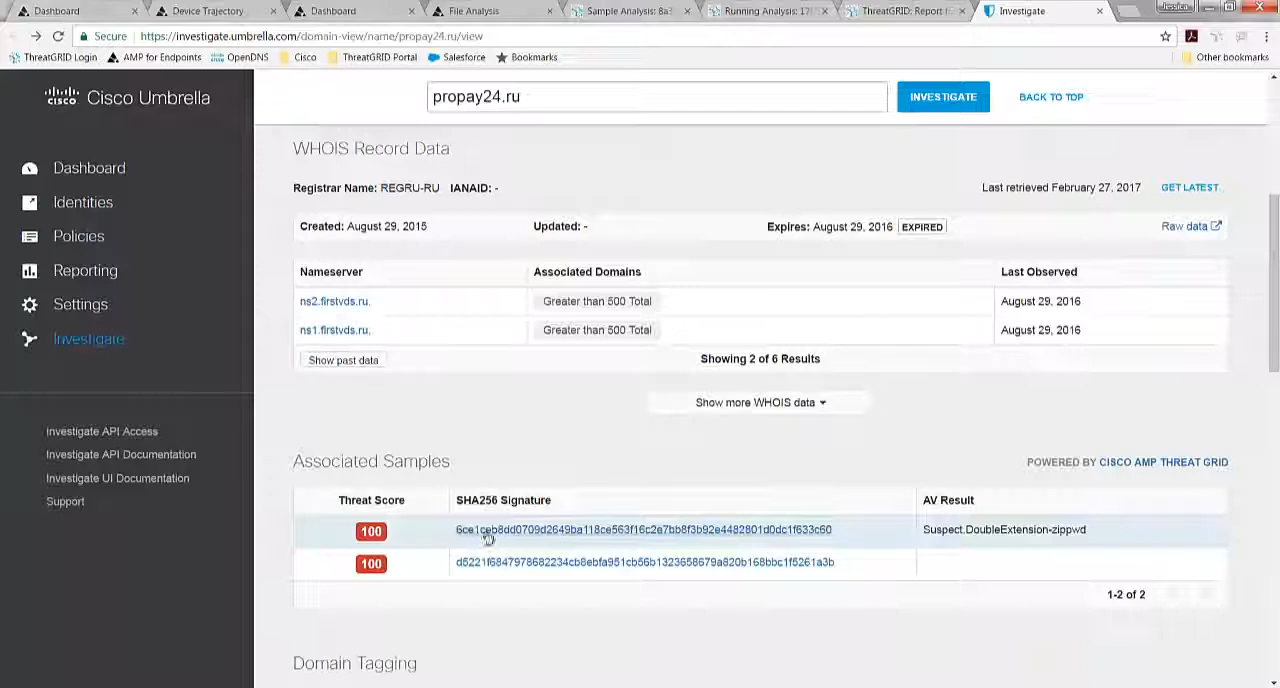 Dashboard Device Trajectory Dashboard File Analysis Sample Analysis: 8a3 Running Analysis: ThreatGRID: Report f Investigate Jessica
Secure https://investigate.umbrella.com/domain-view/name/propay24.ru/view
ThreatGRID Login AMP for Endpoints OpenDNS Cisco ThreatGRID Portal Salesforce Bookmarks Other bookmarks
CISCO Cisco Umbrella
propay24.ru INVESTIGATE BACK TO TOP
Dashboard
Identities
Policies
Reporting
Settings
Investigate
Investigate API Access
Investigate API Documentation
Investigate UI Documentation
Support
WHOIS Record Data
Registrar Name: REGRU-RU IANAID: - Last retrieved February 27, 2017 GET LATEST
Created: August 29, 2015 Updated: - Expires: August 29, 2016 EXPIRED Raw data
Nameserver Associated Domains Last Observed
ns2.firstvds.ru. Greater than 500 Total August 29, 2016
ns1.firstvds.ru. Greater than 500 Total August 29, 2016
Show past data Showing 2 of 6 Results
Show more WHOIS data
Associated Samples POWERED BY CISCO AMP THREAT GRID
Threat Score SHA256 Signature AV Result
100 6ce1ceb8dd0709d2649ba118ce563f16c2e7bb8f3b92e4482801d0dc1f633c60 Suspect.DoubleExtension-zippwd
100 d5221f6847978682234cb8ebfa951cb56b1323658679a820b168bbc1f5261a3b
1-2 of 2
Domain Tagging